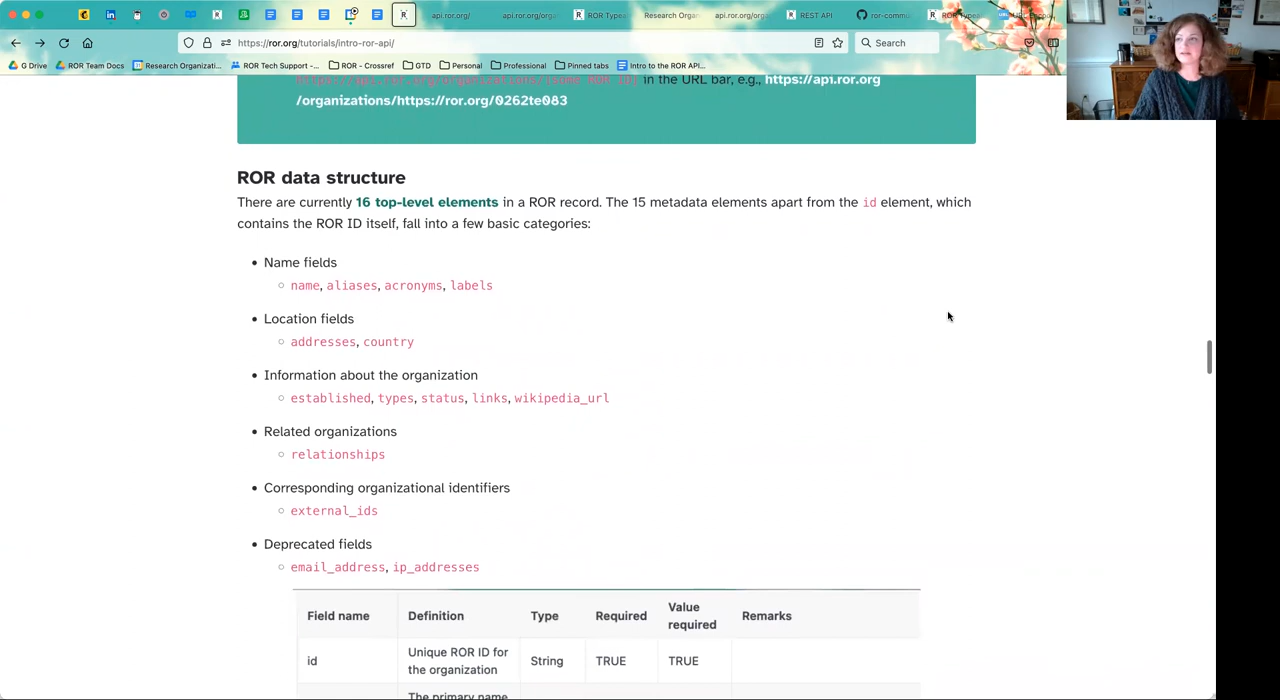 api.ror.org/
api.ror.org/orga
ROR Typea
Research Organ
api.ror.org/orga
REST API
ror-commu
ROR Type
https://ror.org/tutorials/intro-ror-api/
Search
G Drive
ROR Team Docs
Research Organizati...
ROR Tech Support -...
ROR - Crossref
GTD
Personal
Professional
Pinned tabs
Intro to the ROR API...
in the URL bar, e.g., https://api.ror.org
/organizations/https://ror.org/0262te083
ROR data structure
There are currently 16 top-level elements in a ROR record. The 15 metadata elements apart from the id element, which
contains the ROR ID itself, fall into a few basic categories:
• Name fields
○ name, aliases, acronyms, labels
• Location fields
○ addresses, country
• Information about the organization
○ established, types, status, links, wikipedia_url
• Related organizations
○ relationships
• Corresponding organizational identifiers
○ external_ids
• Deprecated fields
○ email_address, ip_addresses
Field name
Definition
Type
Required
Value
required
Remarks
id
Unique ROR ID for
the organization
String
TRUE
TRUE
The primary name